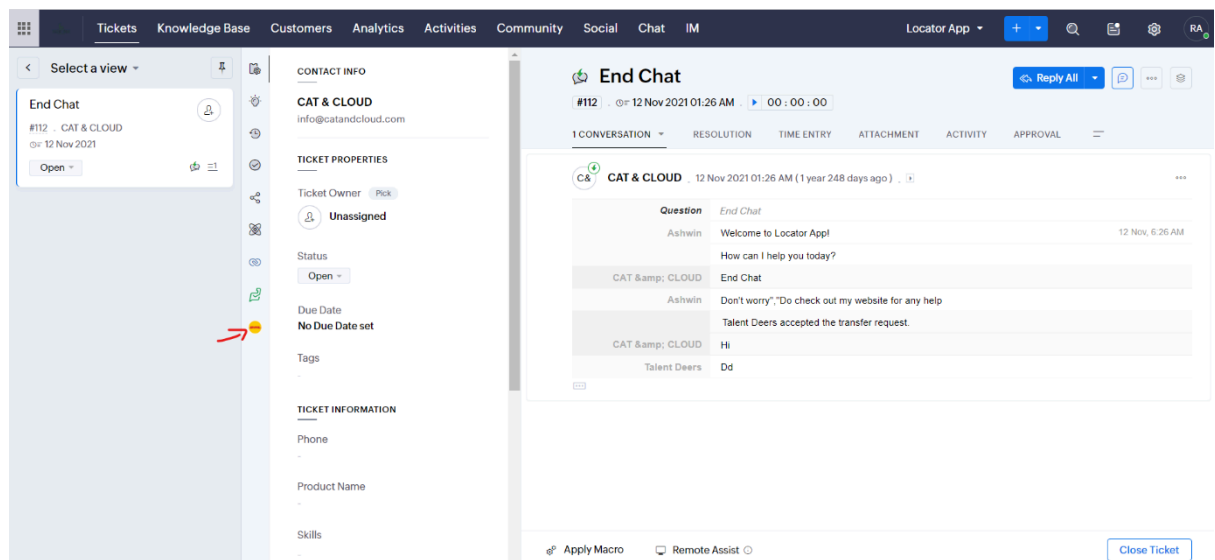 Tickets Knowledge Base Customers Analytics Activities Community Social Chat IM Locator App RA
Select a view
End Chat
#112 . CAT & CLOUD
12 Nov 2021
Open
1
CONTACT INFO
CAT & CLOUD
info@catandcloud.com
TICKET PROPERTIES
Ticket Owner Pick
Unassigned
Status
Open
Due Date
No Due Date set
Tags
-
TICKET INFORMATION
Phone
-
Product Name
-
Skills
-
End Chat
Reply All
#112 . 12 Nov 2021 01:26 AM . 00 : 00 : 00
1 CONVERSATION RESOLUTION TIME ENTRY ATTACHMENT ACTIVITY APPROVAL
C& CAT & CLOUD . 12 Nov 2021 01:26 AM ( 1 year 248 days ago ) .
Question End Chat
Ashwin Welcome to Locator App! 12 Nov, 6:26 AM
How can I help you today?
CAT &amp; CLOUD End Chat
Ashwin Don't worry","Do check out my website for any help
Talent Deers accepted the transfer request.
CAT &amp; CLOUD Hi
Talent Deers Dd
Apply Macro Remote Assist Close Ticket